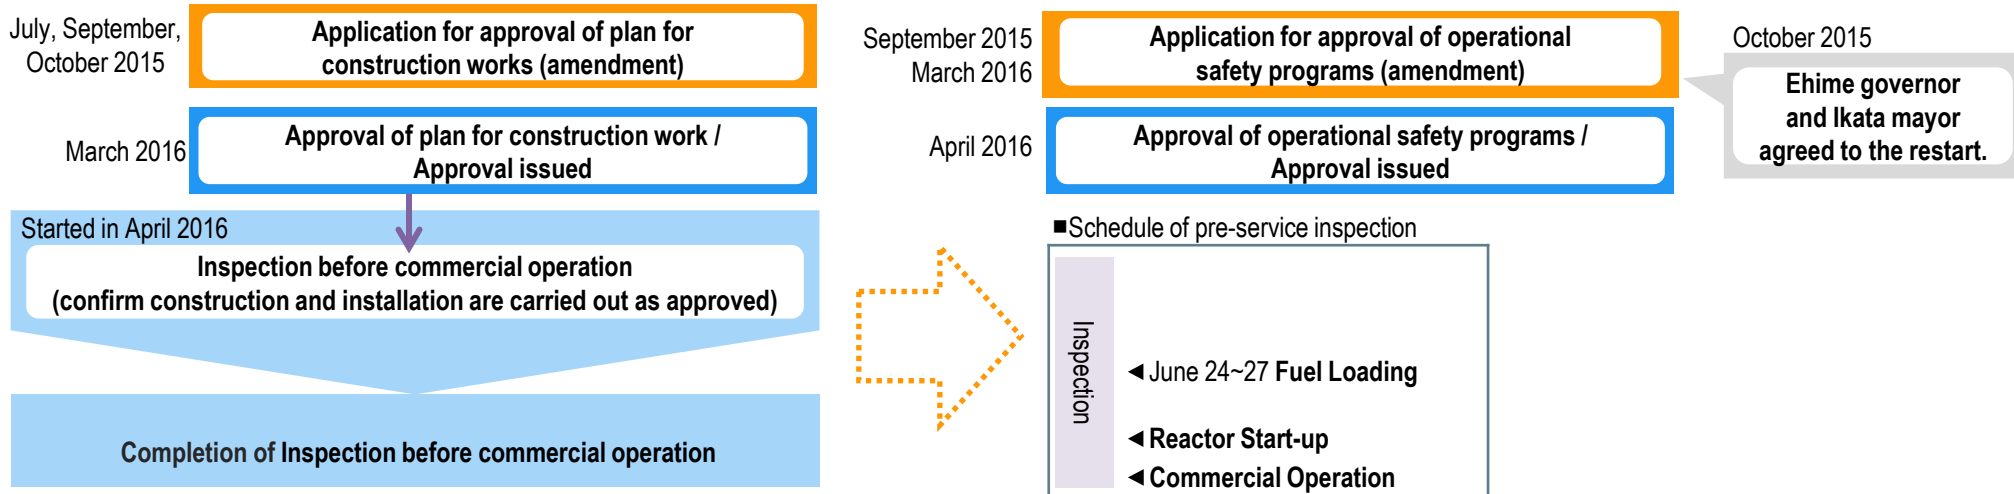 July, September,
October 2015
Application for approval of plan for
construction works (amendment)
March 2016
Approval of plan for construction work /
Approval issued
Started in April 2016
Inspection before commercial operation
(confirm construction and installation are carried out as approved)
Completion of Inspection before commercial operation
September 2015
March 2016
Application for approval of operational
safety programs (amendment)
April 2016
Approval of operational safety programs /
Approval issued
October 2015
Ehime governor
and Ikata mayor
agreed to the restart.
■Schedule of pre-service inspection
Inspection
◄June 24~27 Fuel Loading
◄Reactor Start-up
◄Commercial Operation